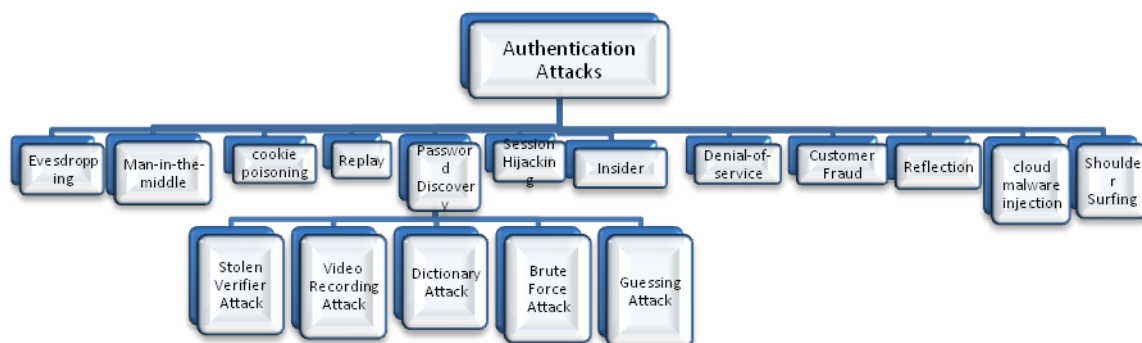 Authentication
Attacks
Evesdropp
ing
Man-in-the-
middle
cookie
poisoning
Replay
Passwor
d
Discover
y
Session
Hijackin
g
Insider
Denial-of-
service
Customer
Fraud
Reflection
cloud
malware
injection
Shoulde
r
Surfing
Stolen
Verifier
Attack
Video
Recording
Attack
Dictionary
Attack
Brute
Force
Attack
Guessing
Attack